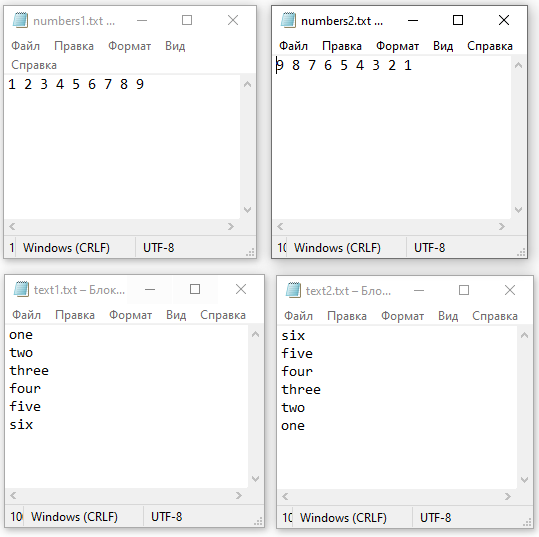 numbers1.txt ...
Файл Правка Формат Вид
Справка
1 2 3 4 5 6 7 8 9
1 Windows (CRLF) UTF-8
numbers2.txt ...
Файл Правка Формат Вид Справка
9 8 7 6 5 4 3 2 1
10 Windows (CRLF) UTF-8
text1.txt – Блок...
Файл Правка Формат Вид Справка
one
two
three
four
five
six
10 Windows (CRLF) UTF-8
text2.txt – Бло...
Файл Правка Формат Вид Справка
six
five
four
three
two
one
10 Windows (CRLF) UTF-8